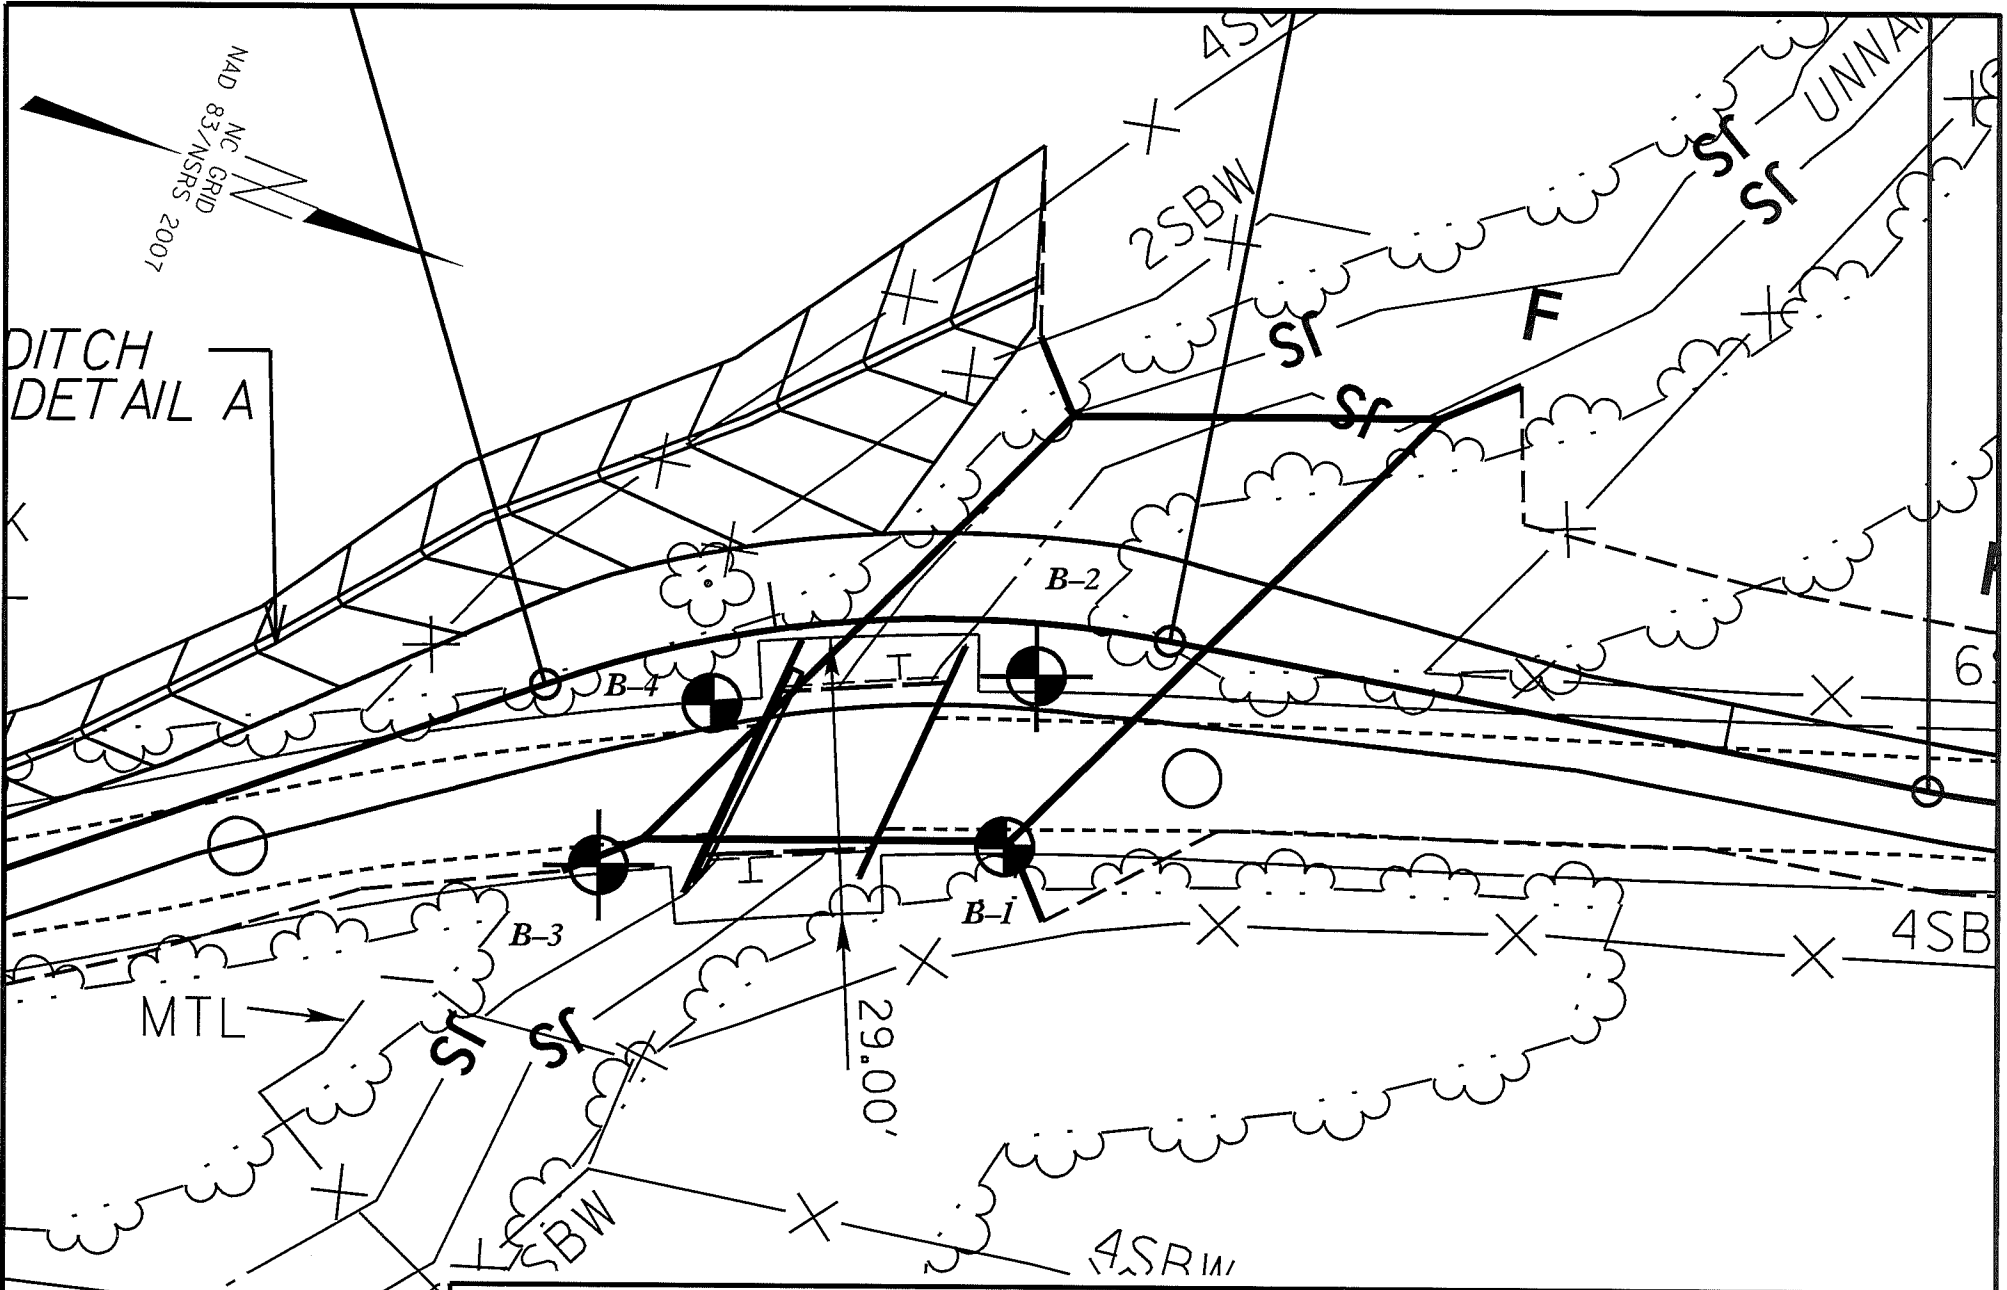 4SB
UNNA
NAD 83/NSRS 2007
NC GRID
N
2SBW
JS
JS
F
JS
JS
DITCH
DETAIL A
B-2
B-4
6
B-1
B-3
4SB
MTL
JS
JS
29.00'
SBW
4SBW